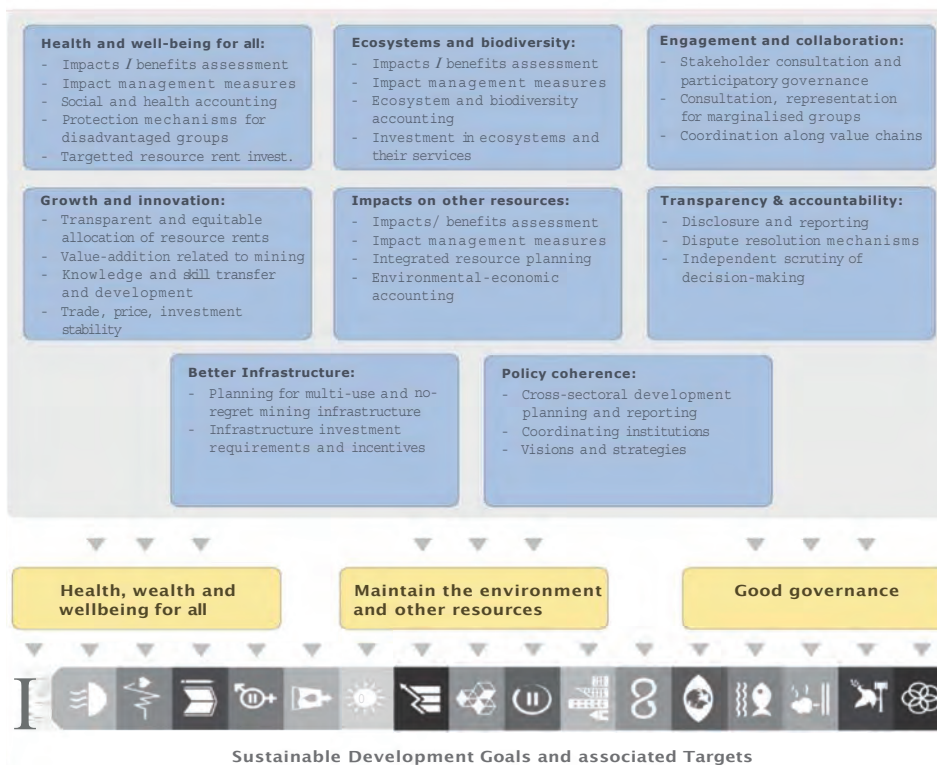 Health and well-being for all:
- Impacts / benefits assessment
- Impact management measures
- Social and health accounting
- Protection mechanisms for
disadvantaged groups
- Targetted resource rent invest.
Ecosystems and biodiversity:
- Impacts / benefits assessment
- Impact management measures
- Ecosystem and biodiversity
accounting
- Investment in ecosystems and
their services
Engagement and collaboration:
- Stakeholder consultation and
participatory governance
- Consultation, representation
for marginalised groups
- Coordination along value chains
Growth and innovation:
- Transparent and equitable
allocation of resource rents
- Value-addition related to mining
- Knowledge and skill transfer
and development
- Trade, price, investment
stability
Impacts on other resources:
- Impacts/ benefits assessment
- Impact management measures
- Integrated resource planning
- Environmental-economic
accounting
Transparency & accountability:
- Disclosure and reporting
- Dispute resolution mechanisms
- Independent scrutiny of
decision-making
Better Infrastructure:
- Planning for multi-use and no-
regret mining infrastructure
- Infrastructure investment
requirements and incentives
Policy coherence:
- Cross-sectoral development
planning and reporting
- Coordinating institutions
- Visions and strategies
Health, wealth and
wellbeing for all
Maintain the environment
and other resources
Good governance
Sustainable Development Goals and associated Targets